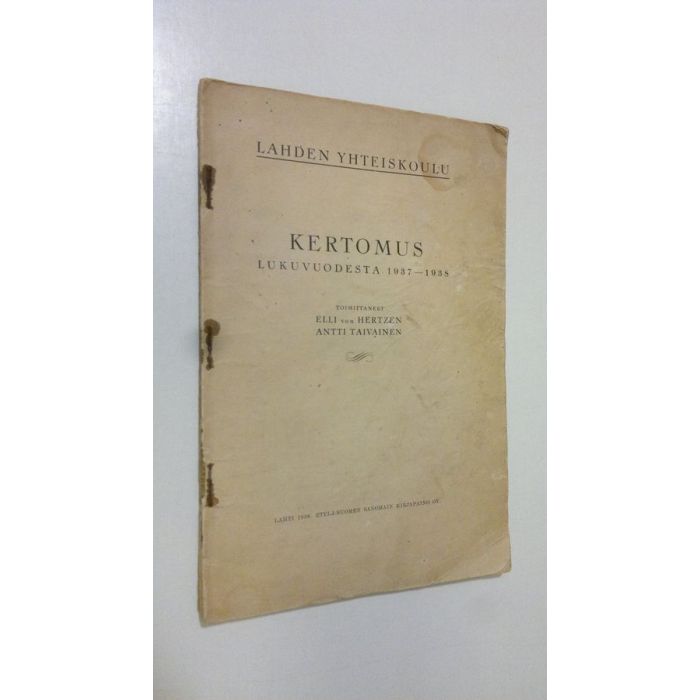 LAHDEN YHTEISKOULU
KERTOMUS
LUKUVUODESTA 1937—1938
TOIMITTANEET
ELLI von HERTZEN
ANTTI TAIVAINEN
LAHTI 1938. ETELÄ-SUOMEN SANOMAIN KIRJAPAINO OY.